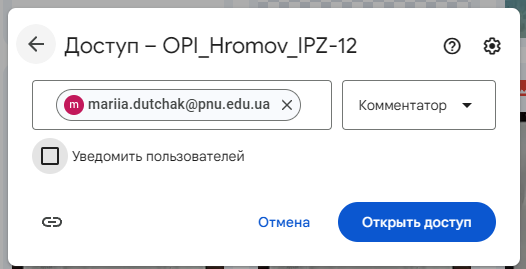 Доступ – OPI_Hromov_IPZ-12
m mariia.dutchak@pnu.edu.ua
Комментатор
Уведомить пользователей
Отмена
Открыть доступ